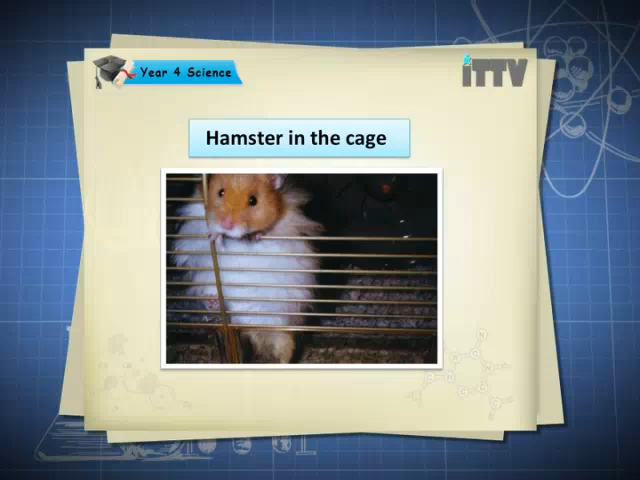 Year 4 Science
iTTV
Hamster in the cage